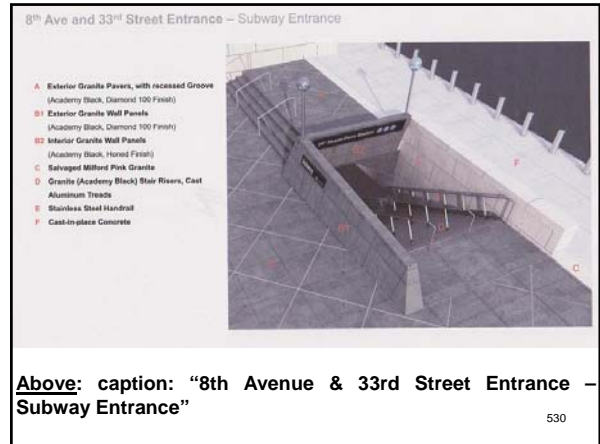 8th Ave and 33rd Street Entrance – Subway Entrance
A Exterior Granite Pavers, with recessed Groove
(Academy Black, Diamond 100 Finish)
B1 Exterior Granite Wall Panels
(Academy Black, Diamond 100 Finish)
B2 Interior Granite Wall Panels
(Academy Black, Honed Finish)
C Salvaged Milford Pink Granite
D Granite (Academy Black) Stair Risers, Cast
Aluminum Treads
E Stainless Steel Handrail
F Cast-in-place Concrete
Penn Station
F
B1
D
C
Above: caption: “8th Avenue & 33rd Street Entrance –
Subway Entrance”
530